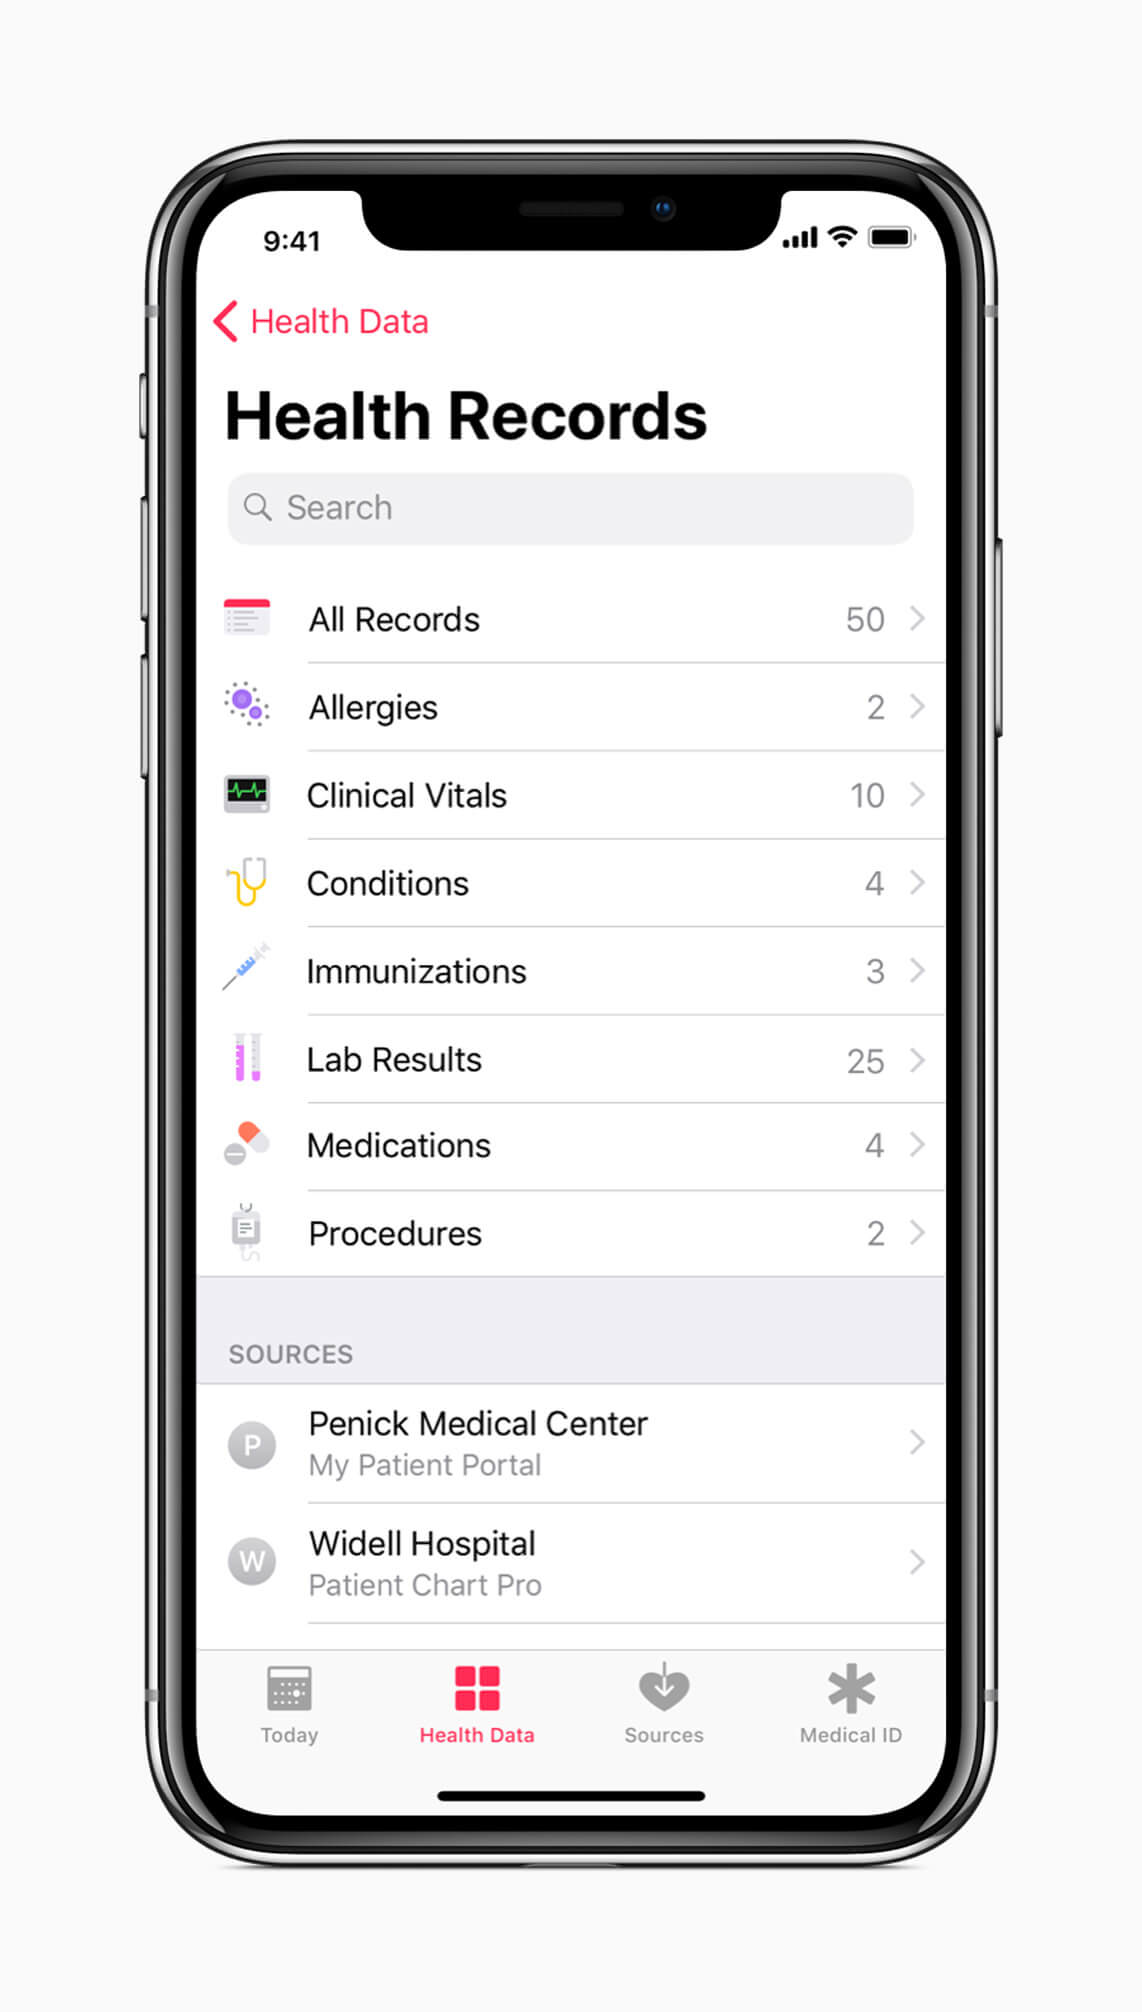 9:41
Health Data
Health Records
Search
All Records 50
Allergies 2
Clinical Vitals 10
Conditions 4
Immunizations 3
Lab Results 25
Medications 4
Procedures 2
SOURCES
P
Penick Medical Center
My Patient Portal
W
Widell Hospital
Patient Chart Pro
Today Health Data Sources Medical ID